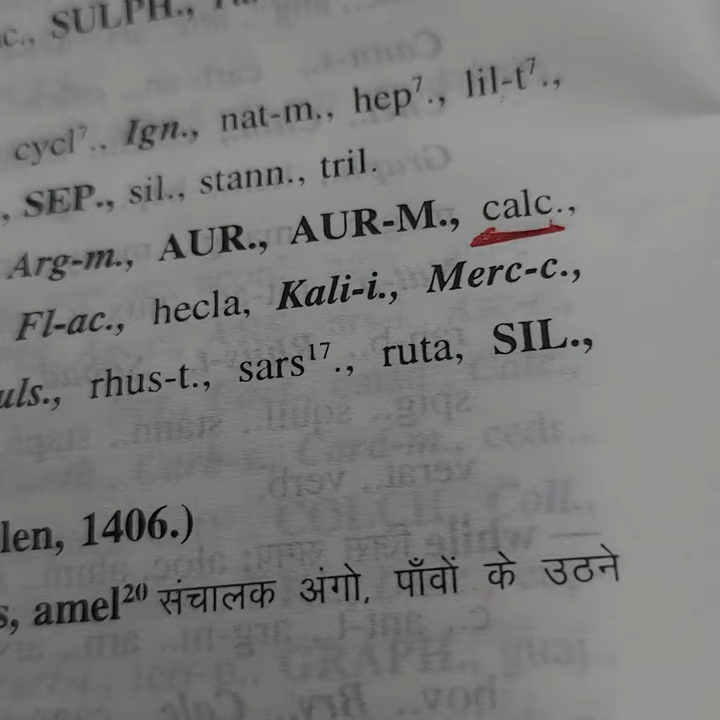 SULPH.,
cycl⁷., Ign., nat-m., hep⁷., lil-t⁷.,
, SEP., sil., stann., tril.
Arg-m., AUR., AUR-M., calc.,
Fl-ac., hecla, Kali-i., Merc-c.,
uls., rhus-t., sars¹⁷., ruta, SIL.,
len, 1406.)
s, amel²⁰ संचालक अंगो, पाँवों के उठने